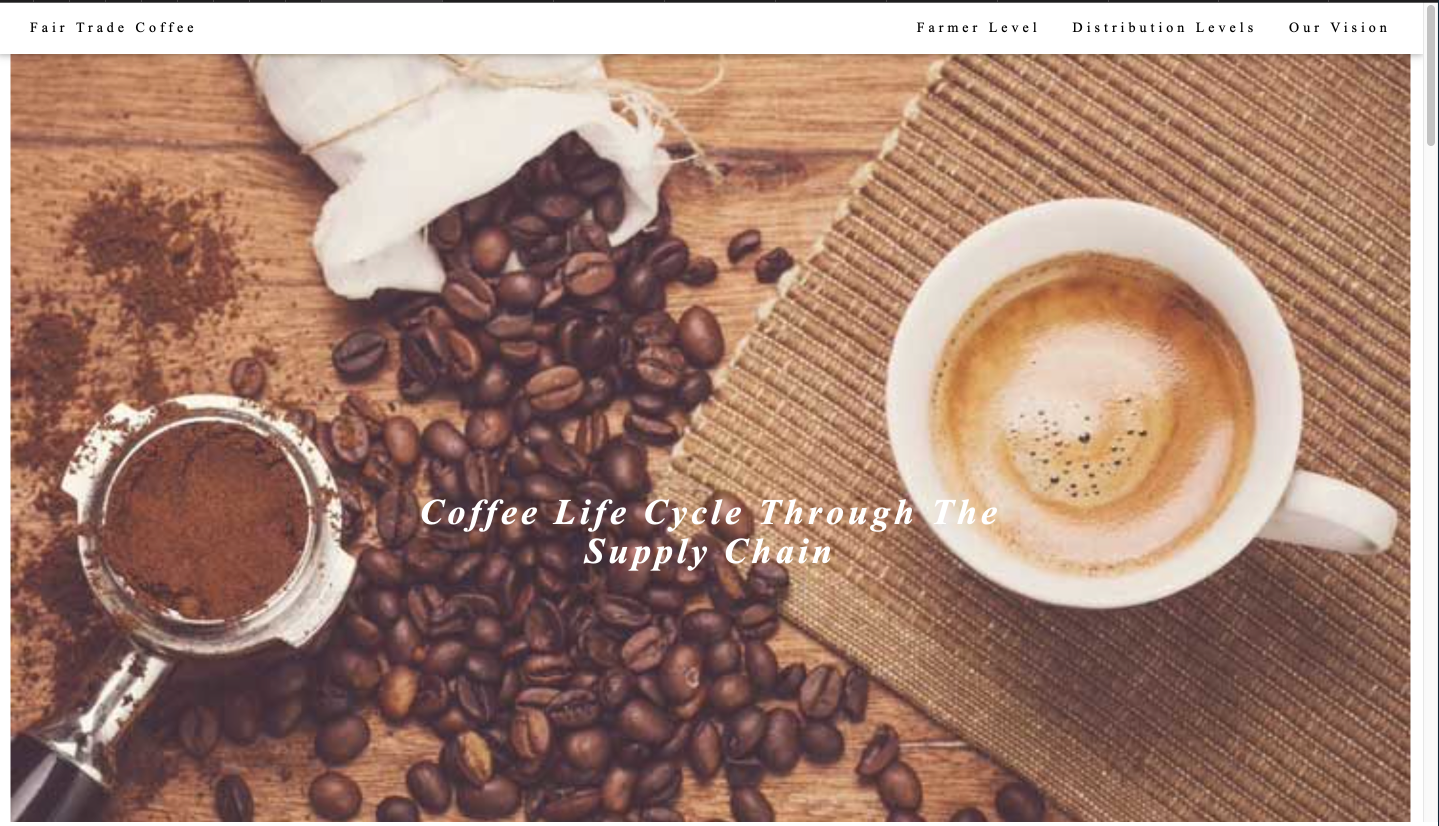 Fair Trade Coffee
Farmer Level Distribution Levels Our Vision
Coffee Life Cycle Through The
Supply Chain